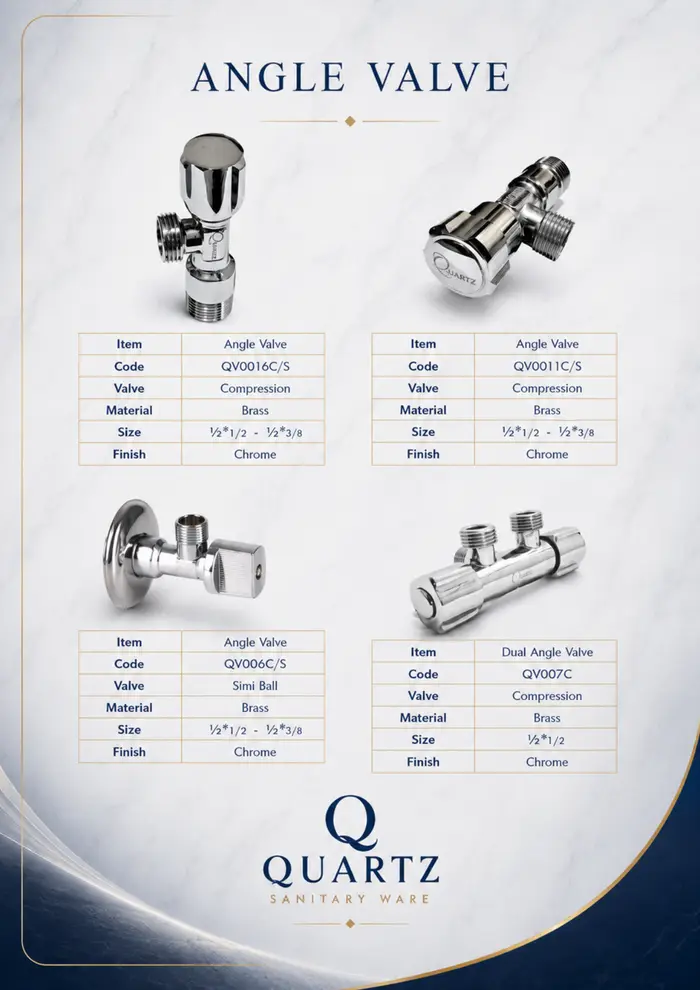 ANGLE VALVE
QUARTZ
QUARTZ
Item Angle Valve
Code QV0016C/S
Valve Compression
Material Brass
Size ½*1/2 - ½*3/8
Finish Chrome
Item Angle Valve
Code QV0011C/S
Valve Compression
Material Brass
Size ½*1/2 - ½*3/8
Finish Chrome
Item Angle Valve
Code QV006C/S
Valve Simi Ball
Material Brass
Size ½*1/2 - ½*3/8
Finish Chrome
Item Dual Angle Valve
Code QV007C
Valve Compression
Material Brass
Size ½*1/2
Finish Chrome
Q
QUARTZ
SANITARY WARE